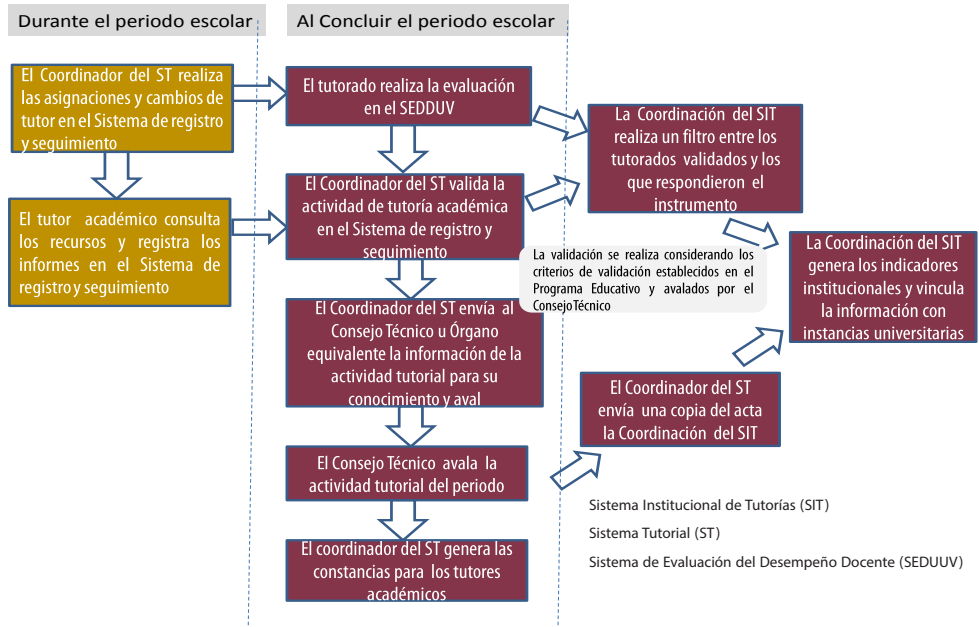 Durante el periodo escolar
Al Concluir el periodo escolar
El Coordinador del ST realiza
las asignaciones y cambios de
tutor en el Sistema de registro
y seguimiento
El tutor académico consulta
los recursos y registra los
informes en el Sistema de
registro y seguimiento
El tutorado realiza la evaluación
en el SEDDUV
El Coordinador del ST valida la
actividad de tutoría académica
en el Sistema de registro y
seguimiento
El Coordinador del ST envía al
Consejo Técnico u Órgano
equivalente la información de la
actividad tutorial para su
conocimiento y aval
El Consejo Técnico avala la
actividad tutorial del periodo
El coordinador del ST genera las
constancias para los tutores
académicos
La Coordinación del SIT
realiza un filtro entre los
tutorados validados y los
que respondieron el
instrumento
La validación se realiza considerando los
criterios de validación establecidos en el
Programa Educativo y avalados por el
Consejo Técnico
El Coordinador del ST
envía una copia del acta
la Coordinación del SIT
La Coordinación del SIT
genera los indicadores
institucionales y vincula
la información con
instancias universitarias
Sistema Institucional de Tutorías (SIT)
Sistema Tutorial (ST)
Sistema de Evaluación del Desempeño Docente (SEDUUV)